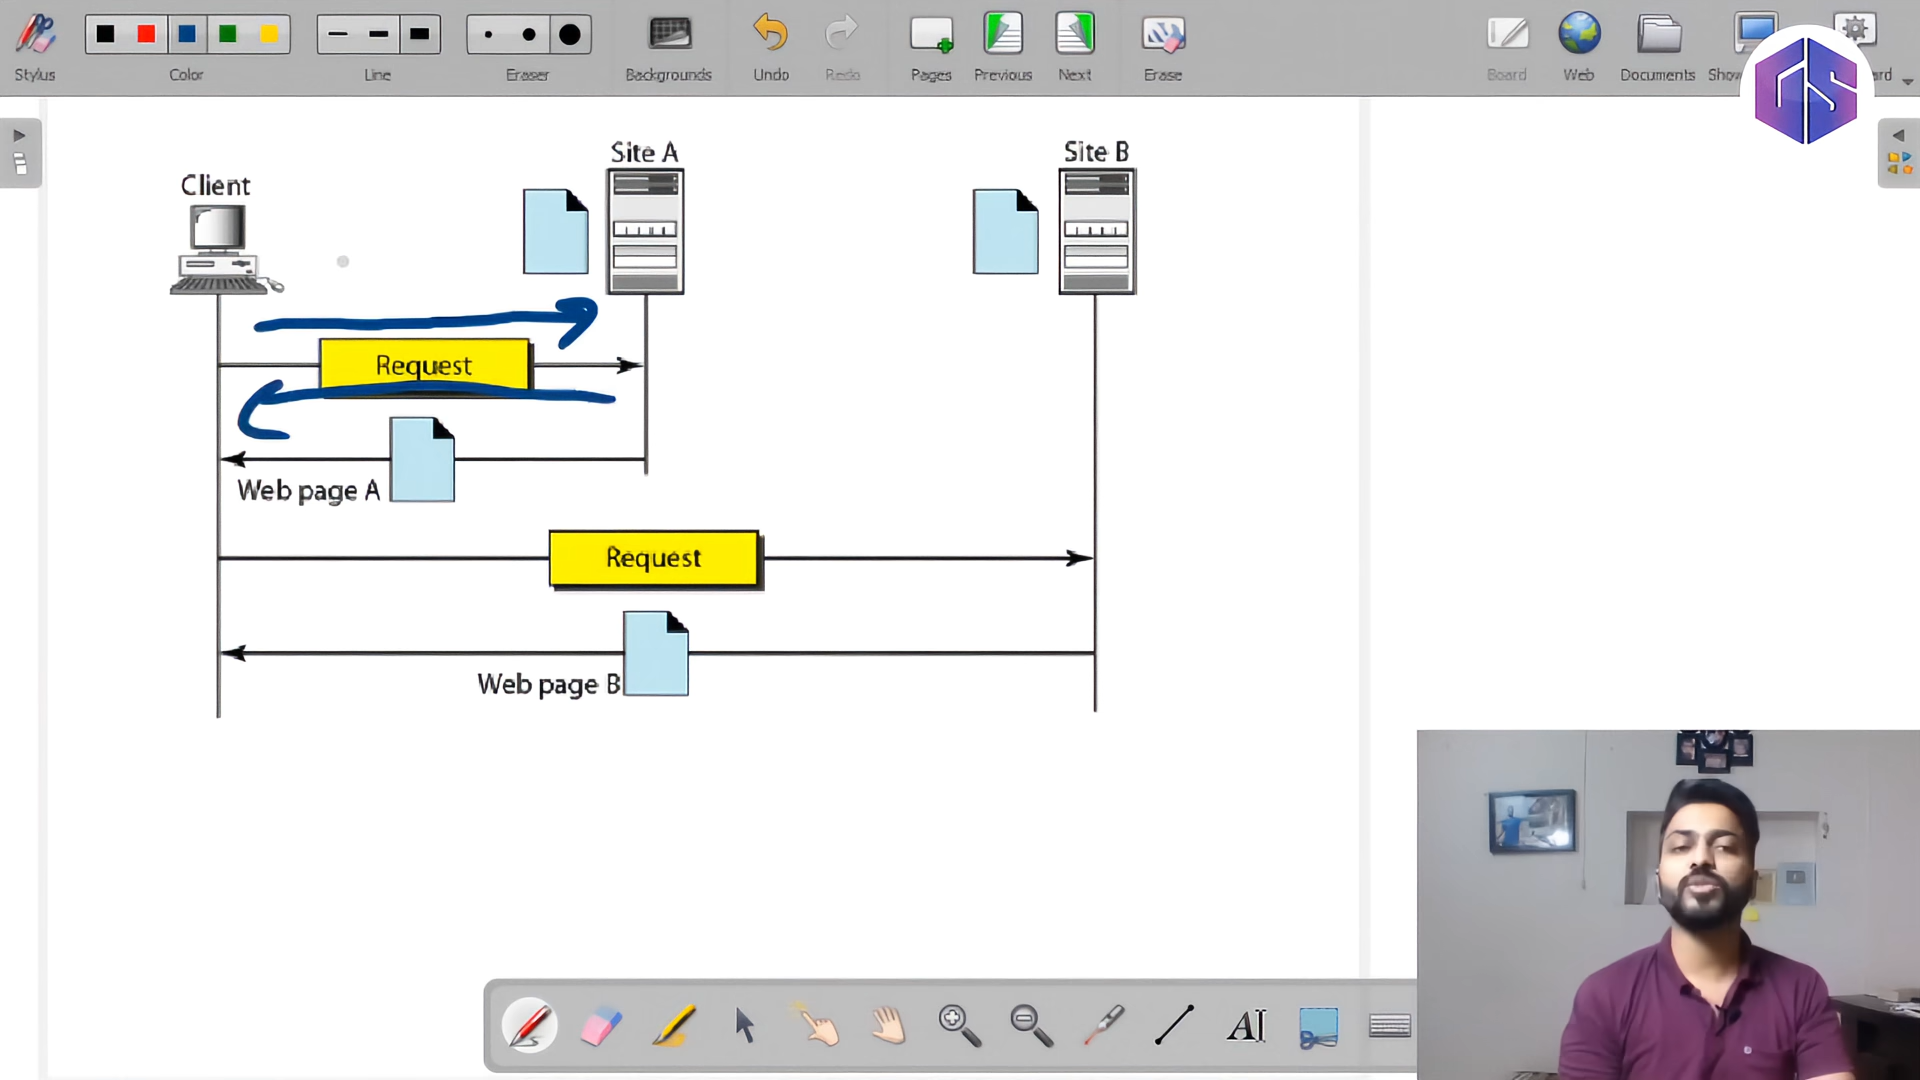 Stylus
Color
Line
Eraser
Backgrounds
Undo
Redo
Pages
Previous
Next
Erase
Board
Web
Documents
Site A
Site B
Client
Request
Web page A
Request
Web page B
AI